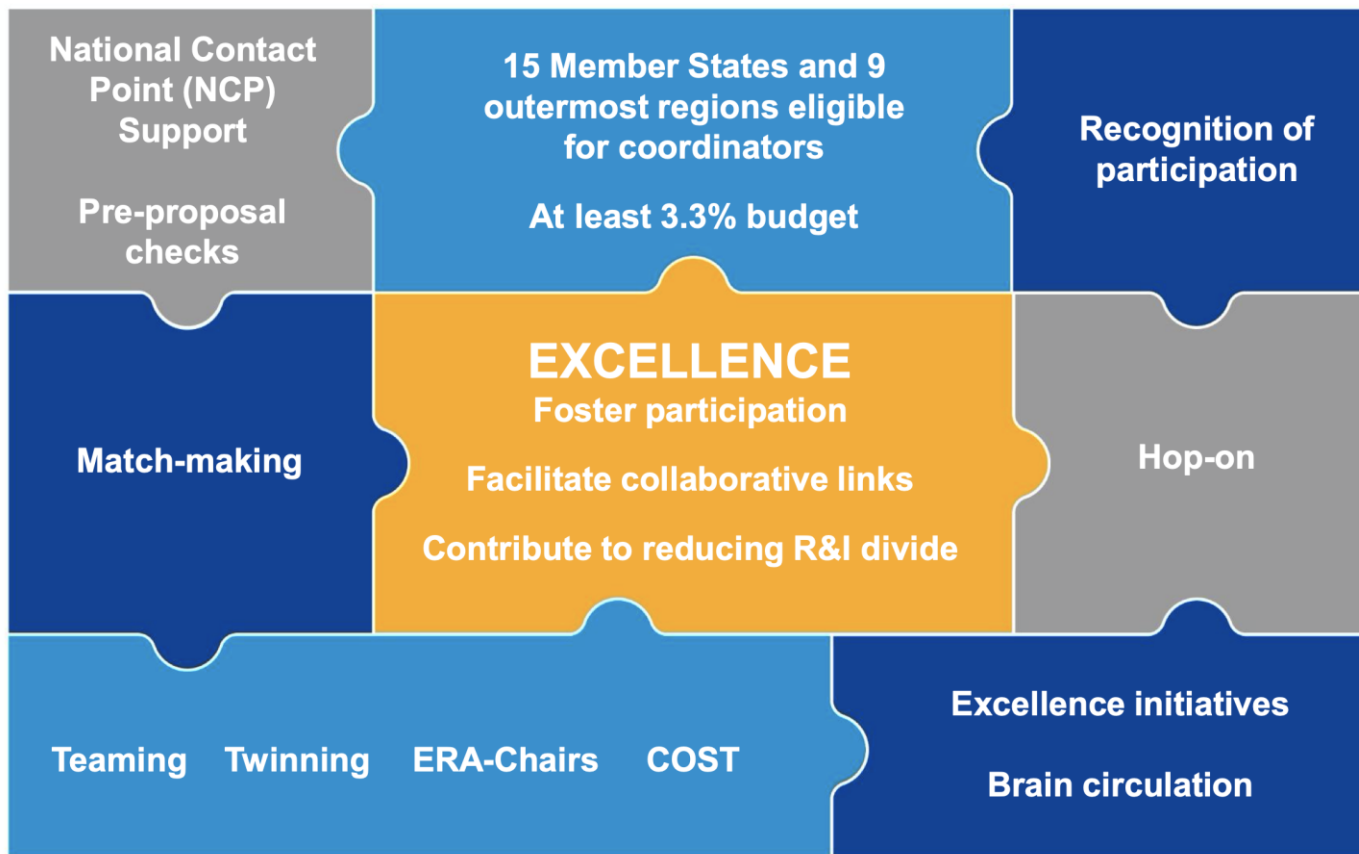 National Contact
Point (NCP)
Support
Pre-proposal
checks
15 Member States and 9
outermost regions eligible
for coordinators
At least 3.3% budget
Recognition of
participation
Match-making
EXCELLENCE
Foster participation
Facilitate collaborative links
Contribute to reducing R&I divide
Hop-on
Teaming Twinning ERA-Chairs COST
Excellence initiatives
Brain circulation